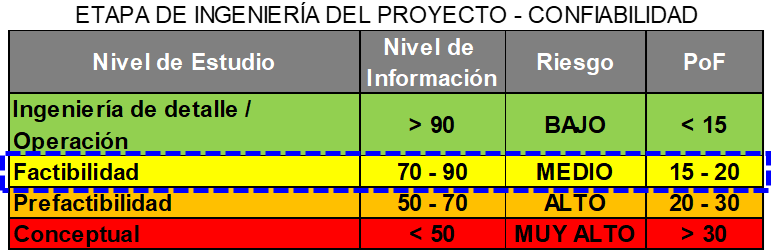 ETAPA DE INGENIERÍA DEL PROYECTO - CONFIABILIDAD
Nivel de Estudio Nivel de Información Riesgo PoF
Ingeniería de detalle / Operación > 90 BAJO < 15
Factibilidad 70 - 90 MEDIO 15 - 20
Prefactibilidad 50 - 70 ALTO 20 - 30
Conceptual < 50 MUY ALTO > 30